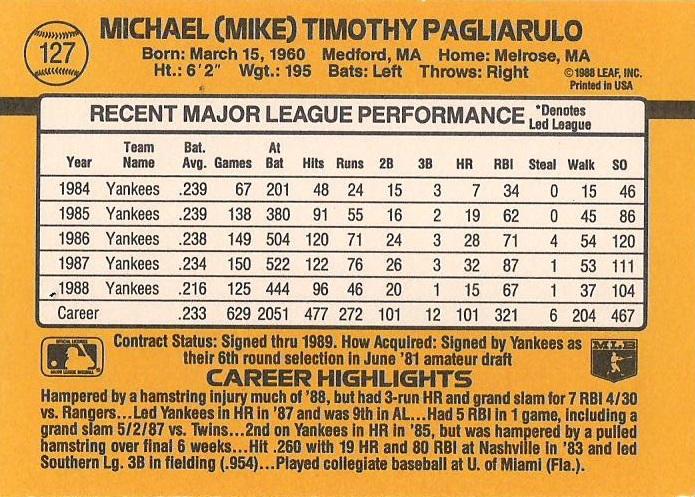 127
MICHAEL (MIKE) TIMOTHY PAGLIARULO
Born: March 15, 1960 Medford, MA Home: Melrose, MA
Ht.: 6'2" Wgt.: 195 Bats: Left Throws: Right
©1988 LEAF, INC.
Printed in USA
RECENT MAJOR LEAGUE PERFORMANCE *Denotes Led League
Year Team Name Bat. Avg. Games At Bat Hits Runs 2B 3B HR RBI Steal Walk SO
1984 Yankees .239 67 201 48 24 15 3 7 34 0 15 46
1985 Yankees .239 138 380 91 55 16 2 19 62 0 45 86
1986 Yankees .238 149 504 120 71 24 3 28 71 4 54 120
1987 Yankees .234 150 522 122 76 26 3 32 87 1 53 111
1988 Yankees .216 125 444 96 46 20 1 15 67 1 37 104
Career .233 629 2051 477 272 101 12 101 321 6 204 467
Contract Status: Signed thru 1989. How Acquired: Signed by Yankees as
their 6th round selection in June '81 amateur draft
MLB
CAREER HIGHLIGHTS
Hampered by a hamstring injury much of '88, but had 3-run HR and grand slam for 7 RBI 4/30
vs. Rangers...Led Yankees in HR in '87 and was 9th in AL...Had 5 RBI in 1 game, including a
grand slam 5/2/87 vs. Twins...2nd on Yankees in HR in '85, but was hampered by a pulled
hamstring over final 6 weeks...Hit .260 with 19 HR and 80 RBI at Nashville in '83 and led
Southern Lg. 3B in fielding (.954)...Played collegiate baseball at U. of Miami (Fla.).